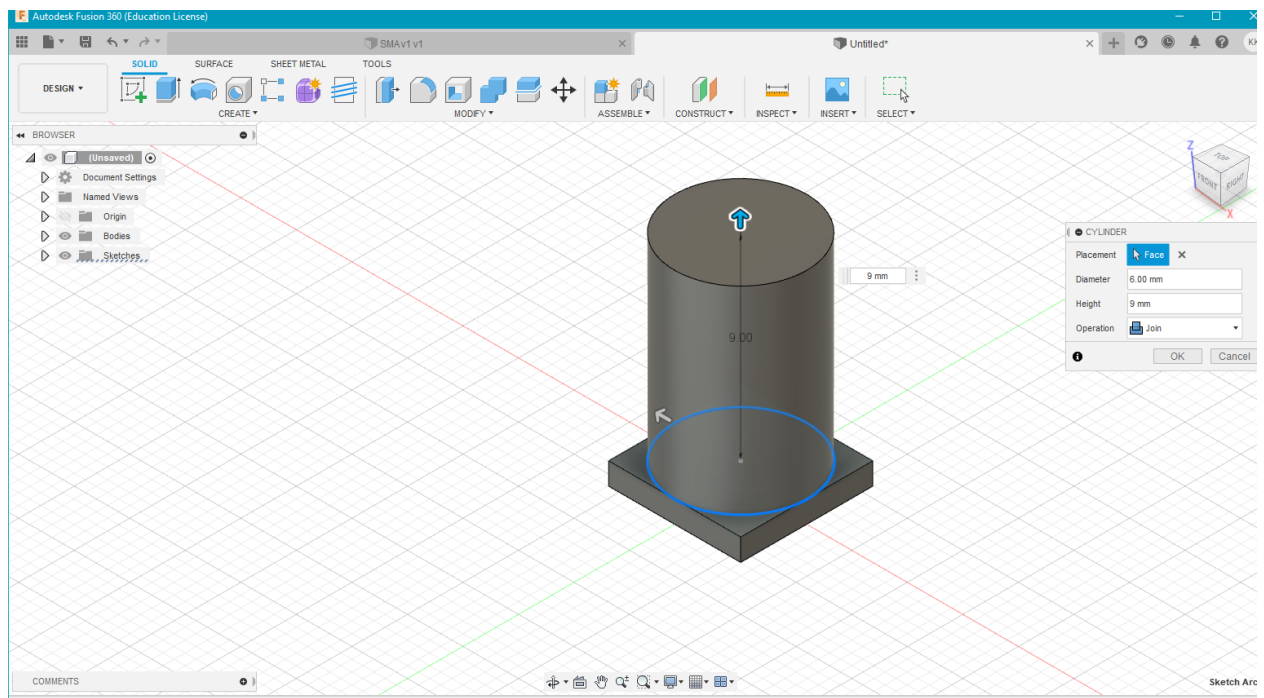 F Autodesk Fusion 360 (Education License)
SMAv1 v1
Untitled*
KK
SOLID SURFACE SHEET METAL TOOLS
DESIGN
CREATE MODIFY ASSEMBLE CONSTRUCT INSPECT INSERT SELECT
BROWSER
(Unsaved)
Document Settings
Named Views
Origin
Bodies
Sketches
Z
TOP
FRONT
RIGHT
X
CYLINDER
Placement Face
Diameter 6.00 mm
Height 9 mm
Operation Join
OK Cancel
9 mm
9.00
COMMENTS
Sketch Arc